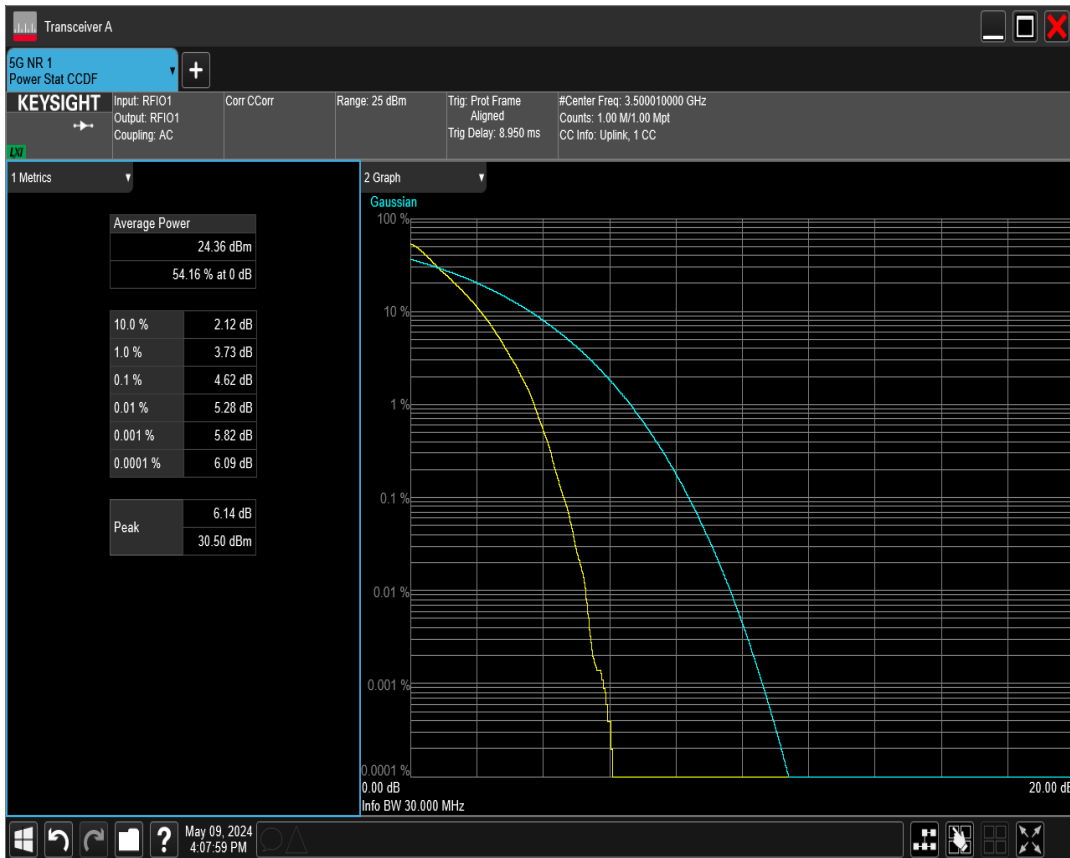 Transceiver A
5G NR 1
Power Stat CCDF
+
KEYSIGHT
LXI
Input: RFIO1
Output: RFIO1
Coupling: AC
Corr CCorr
Range: 25 dBm
Trig: Prot Frame
Aligned
Trig Delay: 8.950 ms
#Center Freq: 3.500010000 GHz
Counts: 1.00 M/1.00 Mpt
CC Info: Uplink, 1 CC
1 Metrics
Average Power
24.36 dBm
54.16 % at 0 dB
10.0 % 2.12 dB
1.0 % 3.73 dB
0.1 % 4.62 dB
0.01 % 5.28 dB
0.001 % 5.82 dB
0.0001 % 6.09 dB
Peak
6.14 dB
30.50 dBm
2 Graph
Gaussian
100 %
10 %
1 %
0.1 %
0.01 %
0.001 %
0.0001 %
0.00 dB 20.00 dB
Info BW 30.000 MHz
?
May 09, 2024
4:07:59 PM